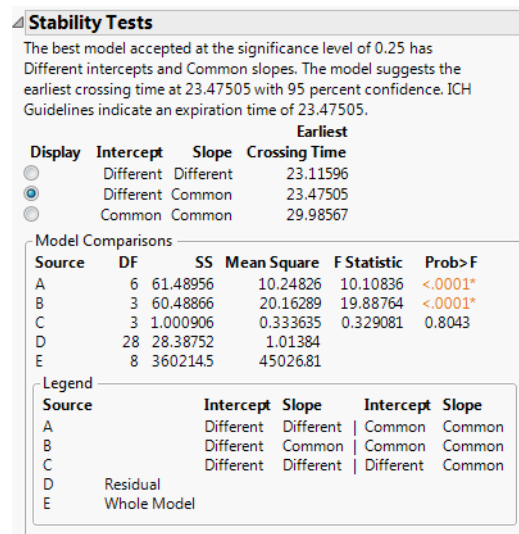 Stability Tests
The best model accepted at the significance level of 0.25 has
Different intercepts and Common slopes. The model suggests the
earliest crossing time at 23.47505 with 95 percent confidence. ICH
Guidelines indicate an expiration time of 23.47505.
Earliest
Display Intercept Slope Crossing Time
Different Different 23.11596
Different Common 23.47505
Common Common 29.98567
Model Comparisons
Source DF SS Mean Square F Statistic Prob>F
A 6 61.48956 10.24826 10.10836 <.0001*
B 3 60.48866 20.16289 19.88764 <.0001*
C 3 1.000906 0.333635 0.329081 0.8043
D 28 28.38752 1.01384
E 8 360214.5 45026.81
Legend
Source Intercept Slope Intercept Slope
A Different Different | Common Common
B Different Common | Common Common
C Different Different | Different Common
D Residual
E Whole Model